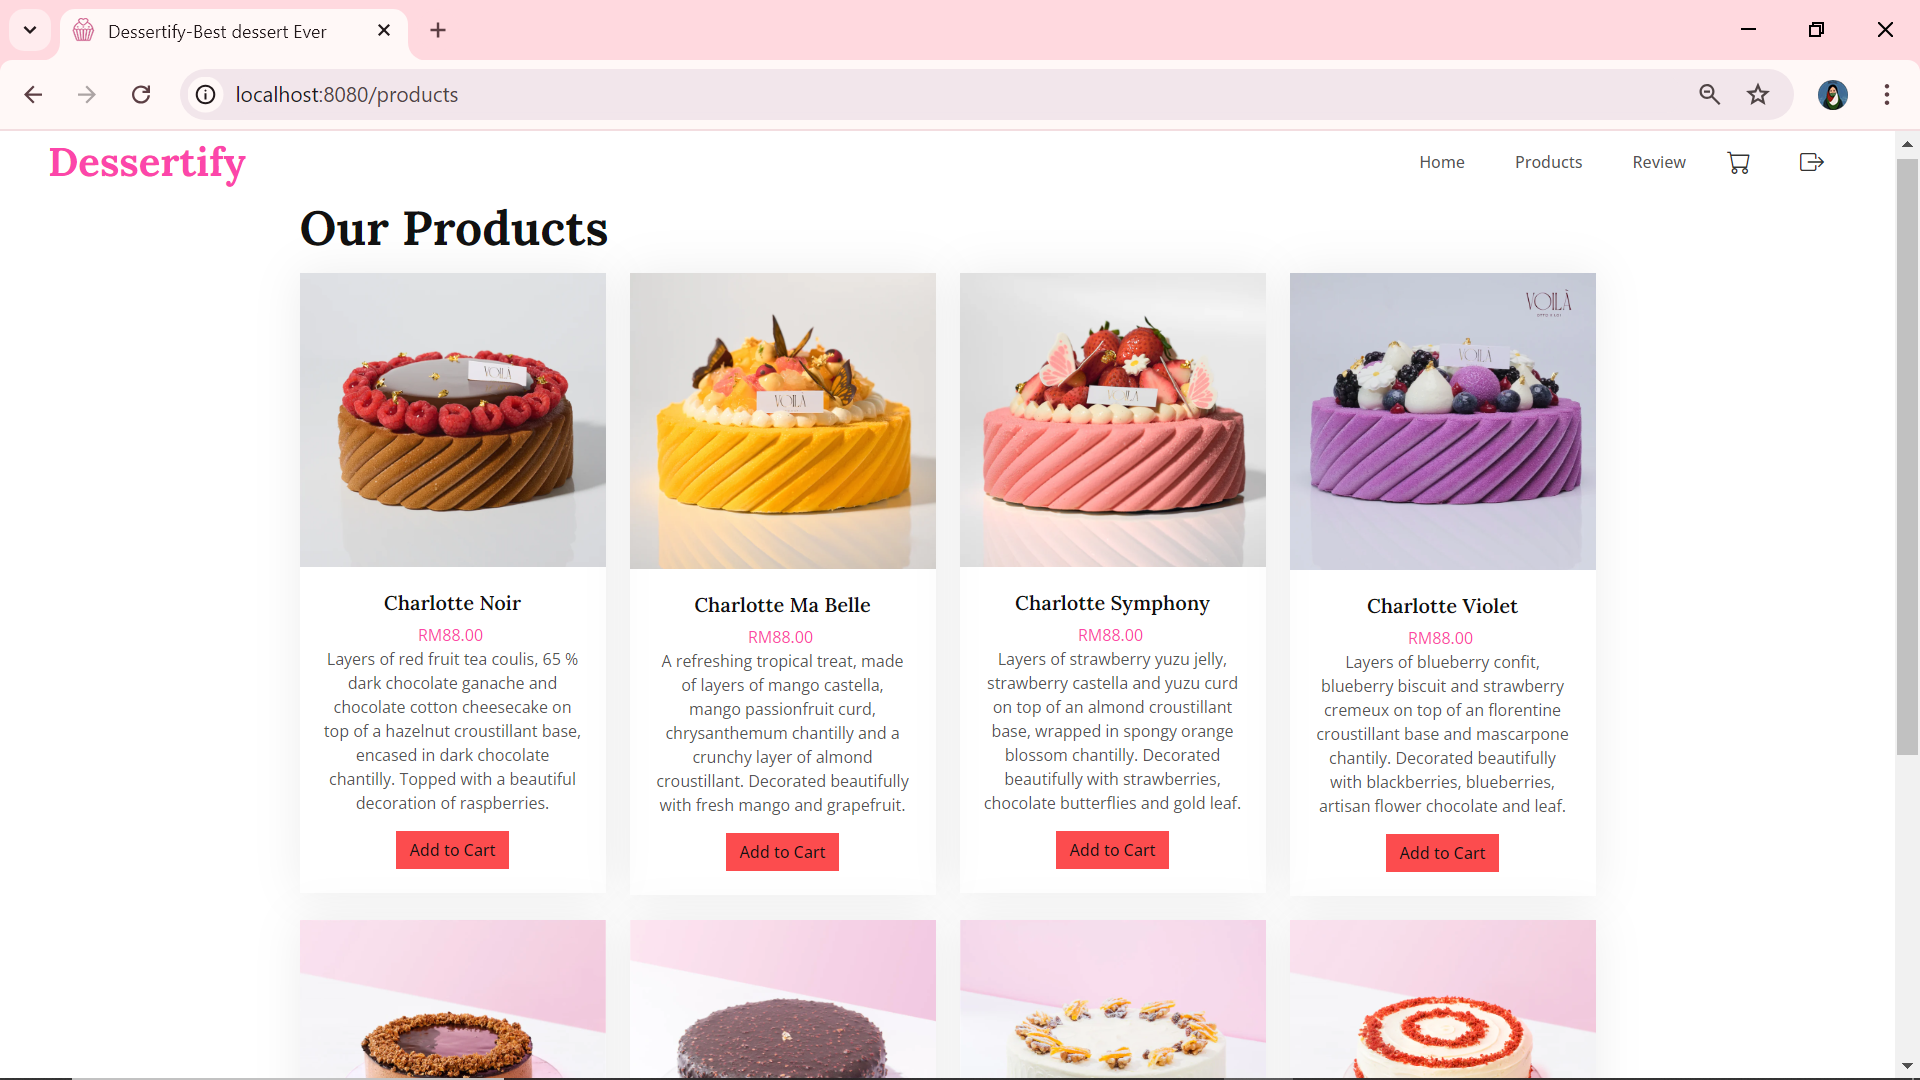 Dessertify-Best dessert Ever
localhost:8080/products
Dessertify
Home
Products
Review
Our Products
VOILÀ
VOILÀ
VOILÀ
VOILÀ
VOILÀ
Charlotte Noir
RM88.00
Layers of red fruit tea coulis, 65 %
dark chocolate ganache and
chocolate cotton cheesecake on
top of a hazelnut croustillant base,
encased in dark chocolate
chantilly. Topped with a beautiful
decoration of raspberries.
Add to Cart
Charlotte Ma Belle
RM88.00
A refreshing tropical treat, made
of layers of mango castella,
mango passionfruit curd,
chrysanthemum chantilly and a
crunchy layer of almond
croustillant. Decorated beautifully
with fresh mango and grapefruit.
Add to Cart
Charlotte Symphony
RM88.00
Layers of strawberry yuzu jelly,
strawberry castella and yuzu curd
on top of an almond croustillant
base, wrapped in spongy orange
blossom chantilly. Decorated
beautifully with strawberries,
chocolate butterflies and gold leaf.
Add to Cart
Charlotte Violet
RM88.00
Layers of blueberry confit,
blueberry biscuit and strawberry
cremeux on top of an florentine
croustillant base and mascarpone
chantily. Decorated beautifully
with blackberries, blueberries,
artisan flower chocolate and leaf.
Add to Cart